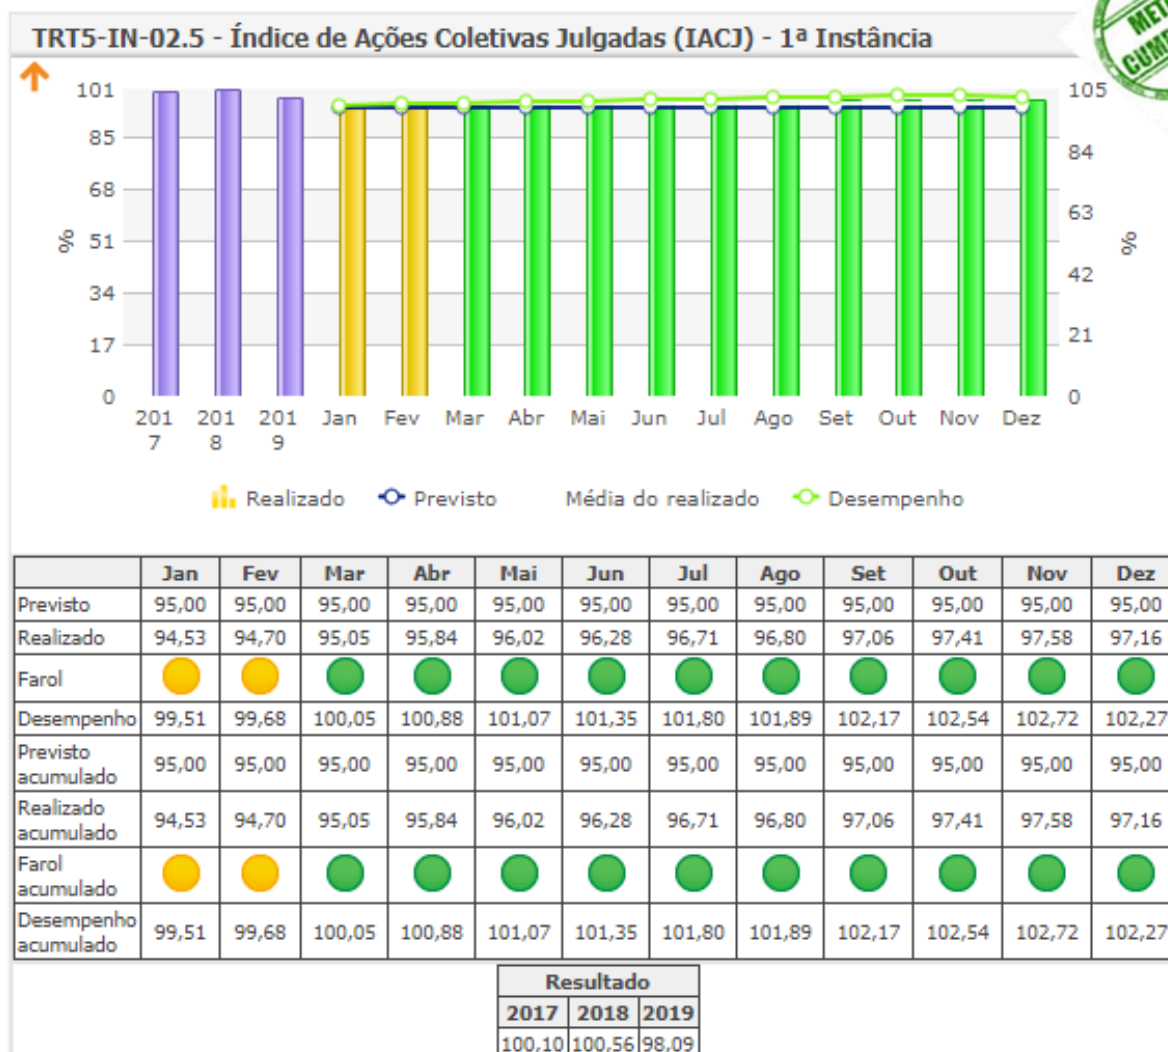 TRT5-IN-02.5 - Índice de Ações Coletivas Julgadas (IACJ) - 1ª Instância
101
85
68
51
34
17
0
%
105
84
63
42
21
0
%
201 201 201 Jan Fev Mar Abr Mai Jun Jul Ago Set Out Nov Dez
7 8 9
Realizado Previsto Média do realizado Desempenho
Jan Fev Mar Abr Mai Jun Jul Ago Set Out Nov Dez
Previsto 95,00 95,00 95,00 95,00 95,00 95,00 95,00 95,00 95,00 95,00 95,00 95,00
Realizado 94,53 94,70 95,05 95,84 96,02 96,28 96,71 96,80 97,06 97,41 97,58 97,16
Farol
Desempenho 99,51 99,68 100,05 100,88 101,07 101,35 101,80 101,89 102,17 102,54 102,72 102,27
Previsto
acumulado 95,00 95,00 95,00 95,00 95,00 95,00 95,00 95,00 95,00 95,00 95,00 95,00
Realizado
acumulado 94,53 94,70 95,05 95,84 96,02 96,28 96,71 96,80 97,06 97,41 97,58 97,16
Farol
acumulado
Desempenho
acumulado 99,51 99,68 100,05 100,88 101,07 101,35 101,80 101,89 102,17 102,54 102,72 102,27
Resultado
2017 2018 2019
100,10 100,56 98,09